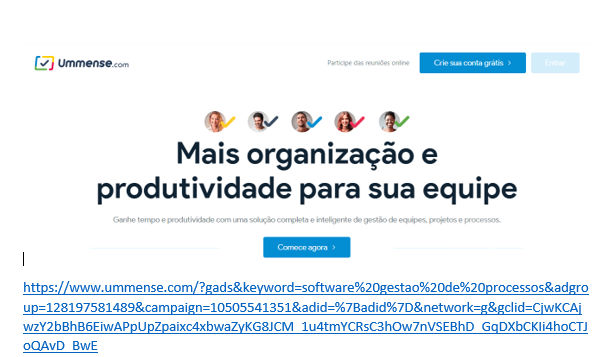 Ummense.com
Participe das reuniões online
Crie sua conta grátis >
Entrar
Mais organização e
produtividade para sua equipe
Ganhe tempo e produtividade com uma solução completa e inteligente de gestão de equipes, projetos e processos.
Comece agora >
https://www.ummense.com/?gads&keyword=software%20gestao%20de%20processos&adgro
up=128197581489&campaign=10505541351&adid=%7Badid%7D&network=g&gclid=CjwKCAj
wzY2bBhB6EiwAPpUpZpaixc4xbwaZyKG8JCM_1u4tmYCRsC3hOw7nVSEBhD_GqDXbCKIi4hoCTJ
oQAvD_BwE